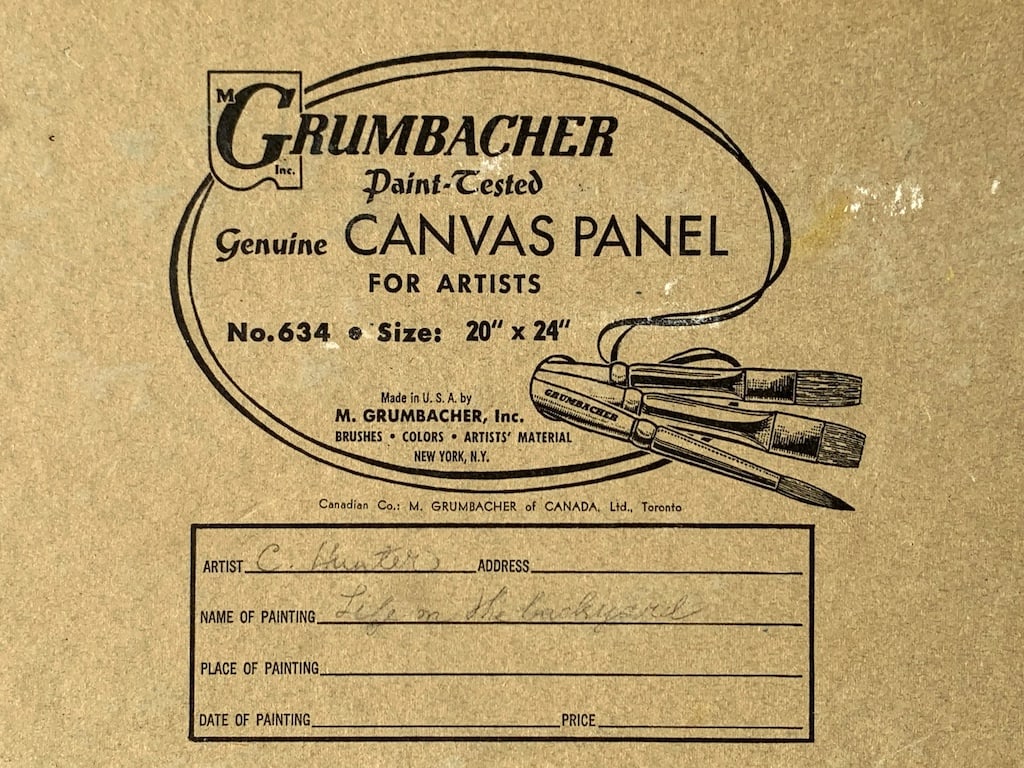 M. GRUMBACHER Inc.
Paint-Tested
Genuine CANVAS PANEL
FOR ARTISTS
No. 634 • Size: 20" x 24"
GRUMBACHER
Made in U. S. A. by
M. GRUMBACHER, Inc.
BRUSHES • COLORS • ARTISTS' MATERIAL
NEW YORK, N.Y.
Canadian Co.: M. GRUMBACHER of CANADA, Ltd., Toronto
ARTIST C. Hunter ADDRESS
NAME OF PAINTING Life in the backyard
PLACE OF PAINTING
DATE OF PAINTING PRICE